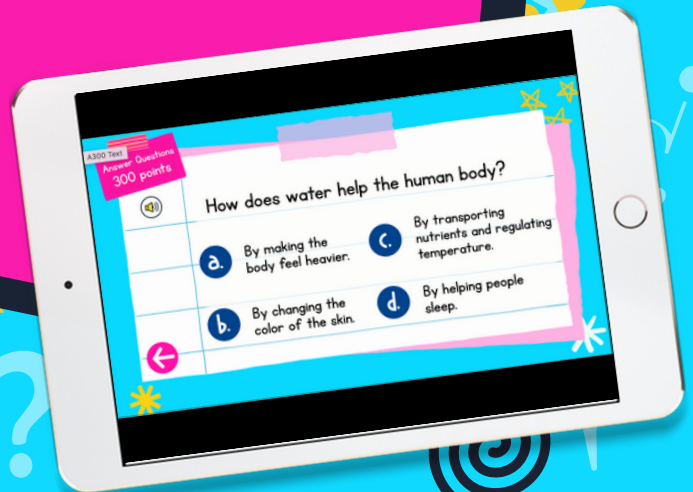 A300 Text
Answer Questions
300 points
How does water help the human body?
a.
By making the
body feel heavier.
b.
By changing the
color of the skin.
c.
By transporting
nutrients and regulating
temperature.
d.
By helping people
sleep.
?